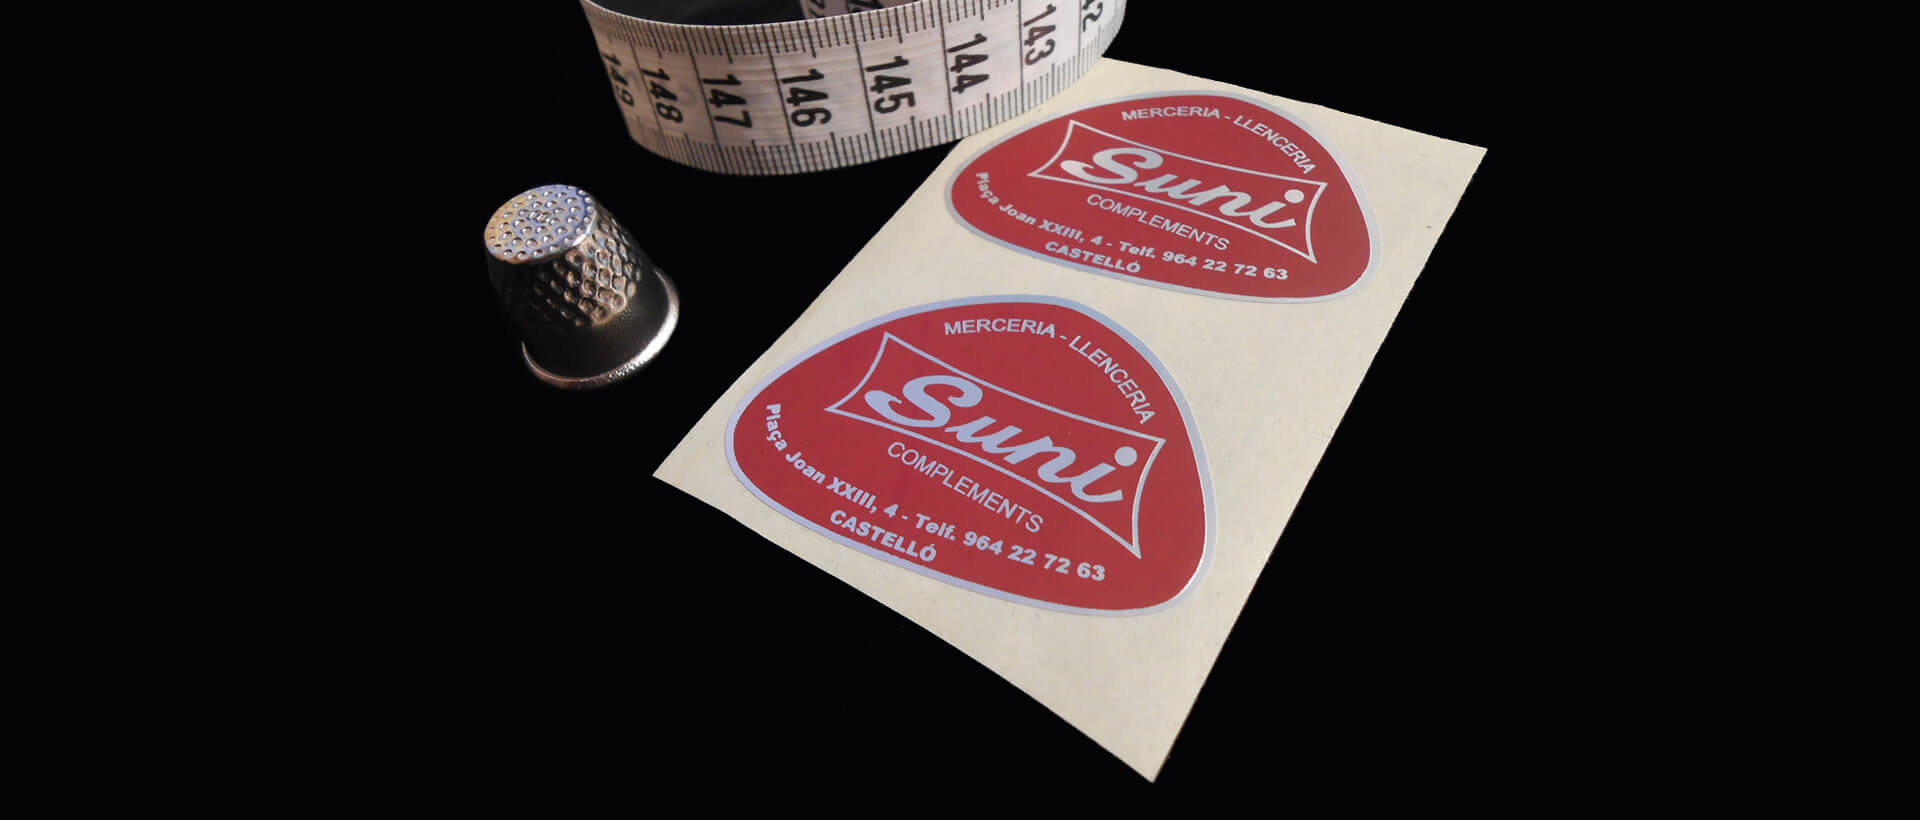 149 148 147 146 145 144 143 142
MERCERIA - LLENCERIA
Suni
COMPLEMENTS
Plaça Joan XXIII, 4 - Telf. 964 22 72 63
CASTELLÓ
MERCERIA - LLENCERIA
Suni
COMPLEMENTS
Plaça Joan XXIII, 4 - Telf. 964 22 72 63
CASTELLÓ